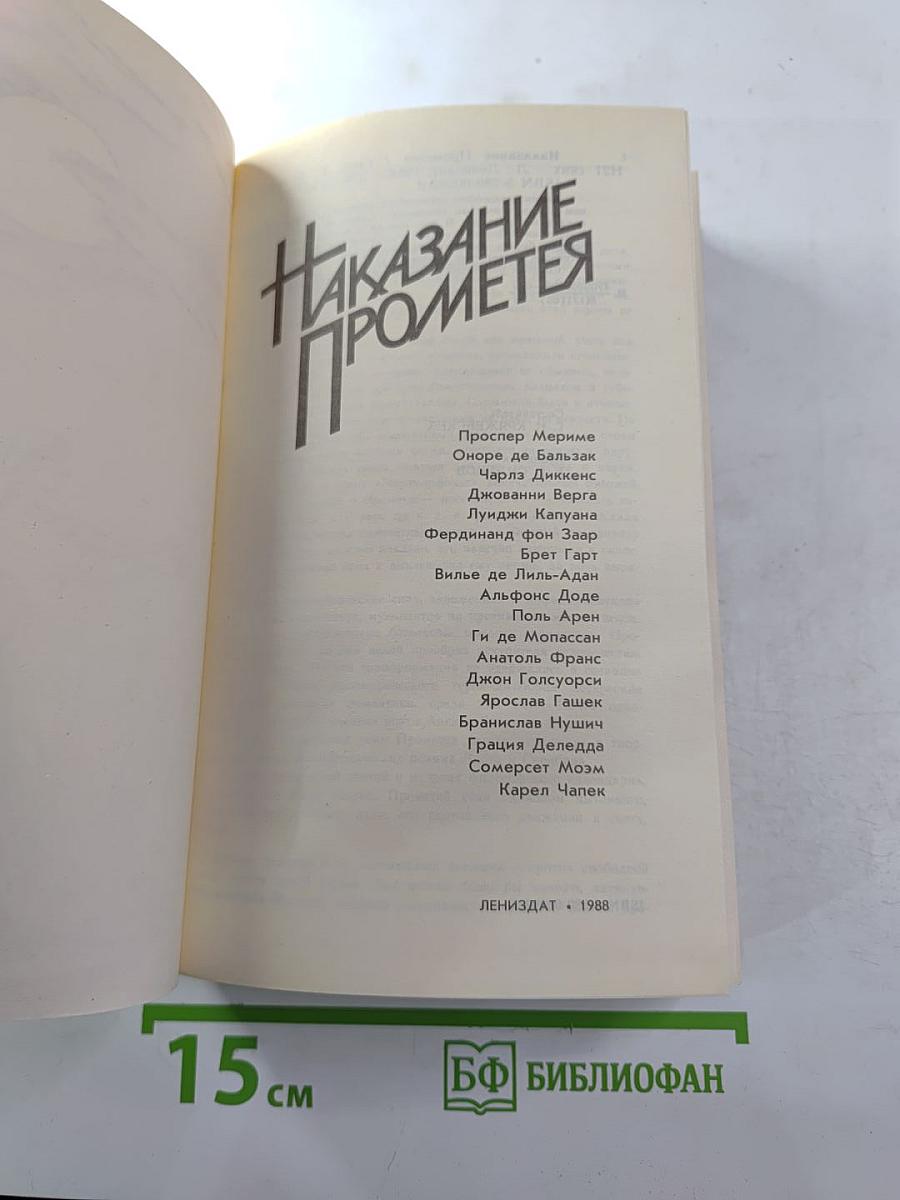 НАКАЗАНИЕ
ПРОМЕТЕЯ
Проспер Мериме
Оноре де Бальзак
Чарлз Диккенс
Джованни Верга
Луиджи Капуана
Фердинанд фон Заар
Брет Гарт
Вилье де Лиль-Адан
Альфонс Доде
Поль Арен
Ги де Мопассан
Анатоль Франс
Джон Голсуорси
Ярослав Гашек
Бранислав Нушич
Грация Деледда
Сомерсет Моэм
Карел Чапек
ЛЕНИЗДАТ • 1988
15 см
БФ БИБЛИОФАН